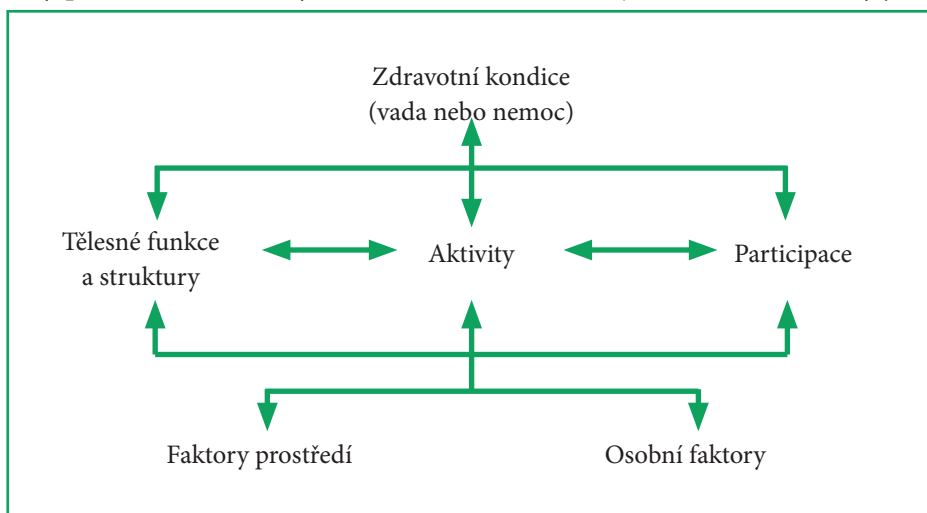 Zdravotní kondice
(vada nebo nemoc)
Tělesné funkce
a struktury
Aktivity
Participace
Faktory prostředí
Osobní faktory